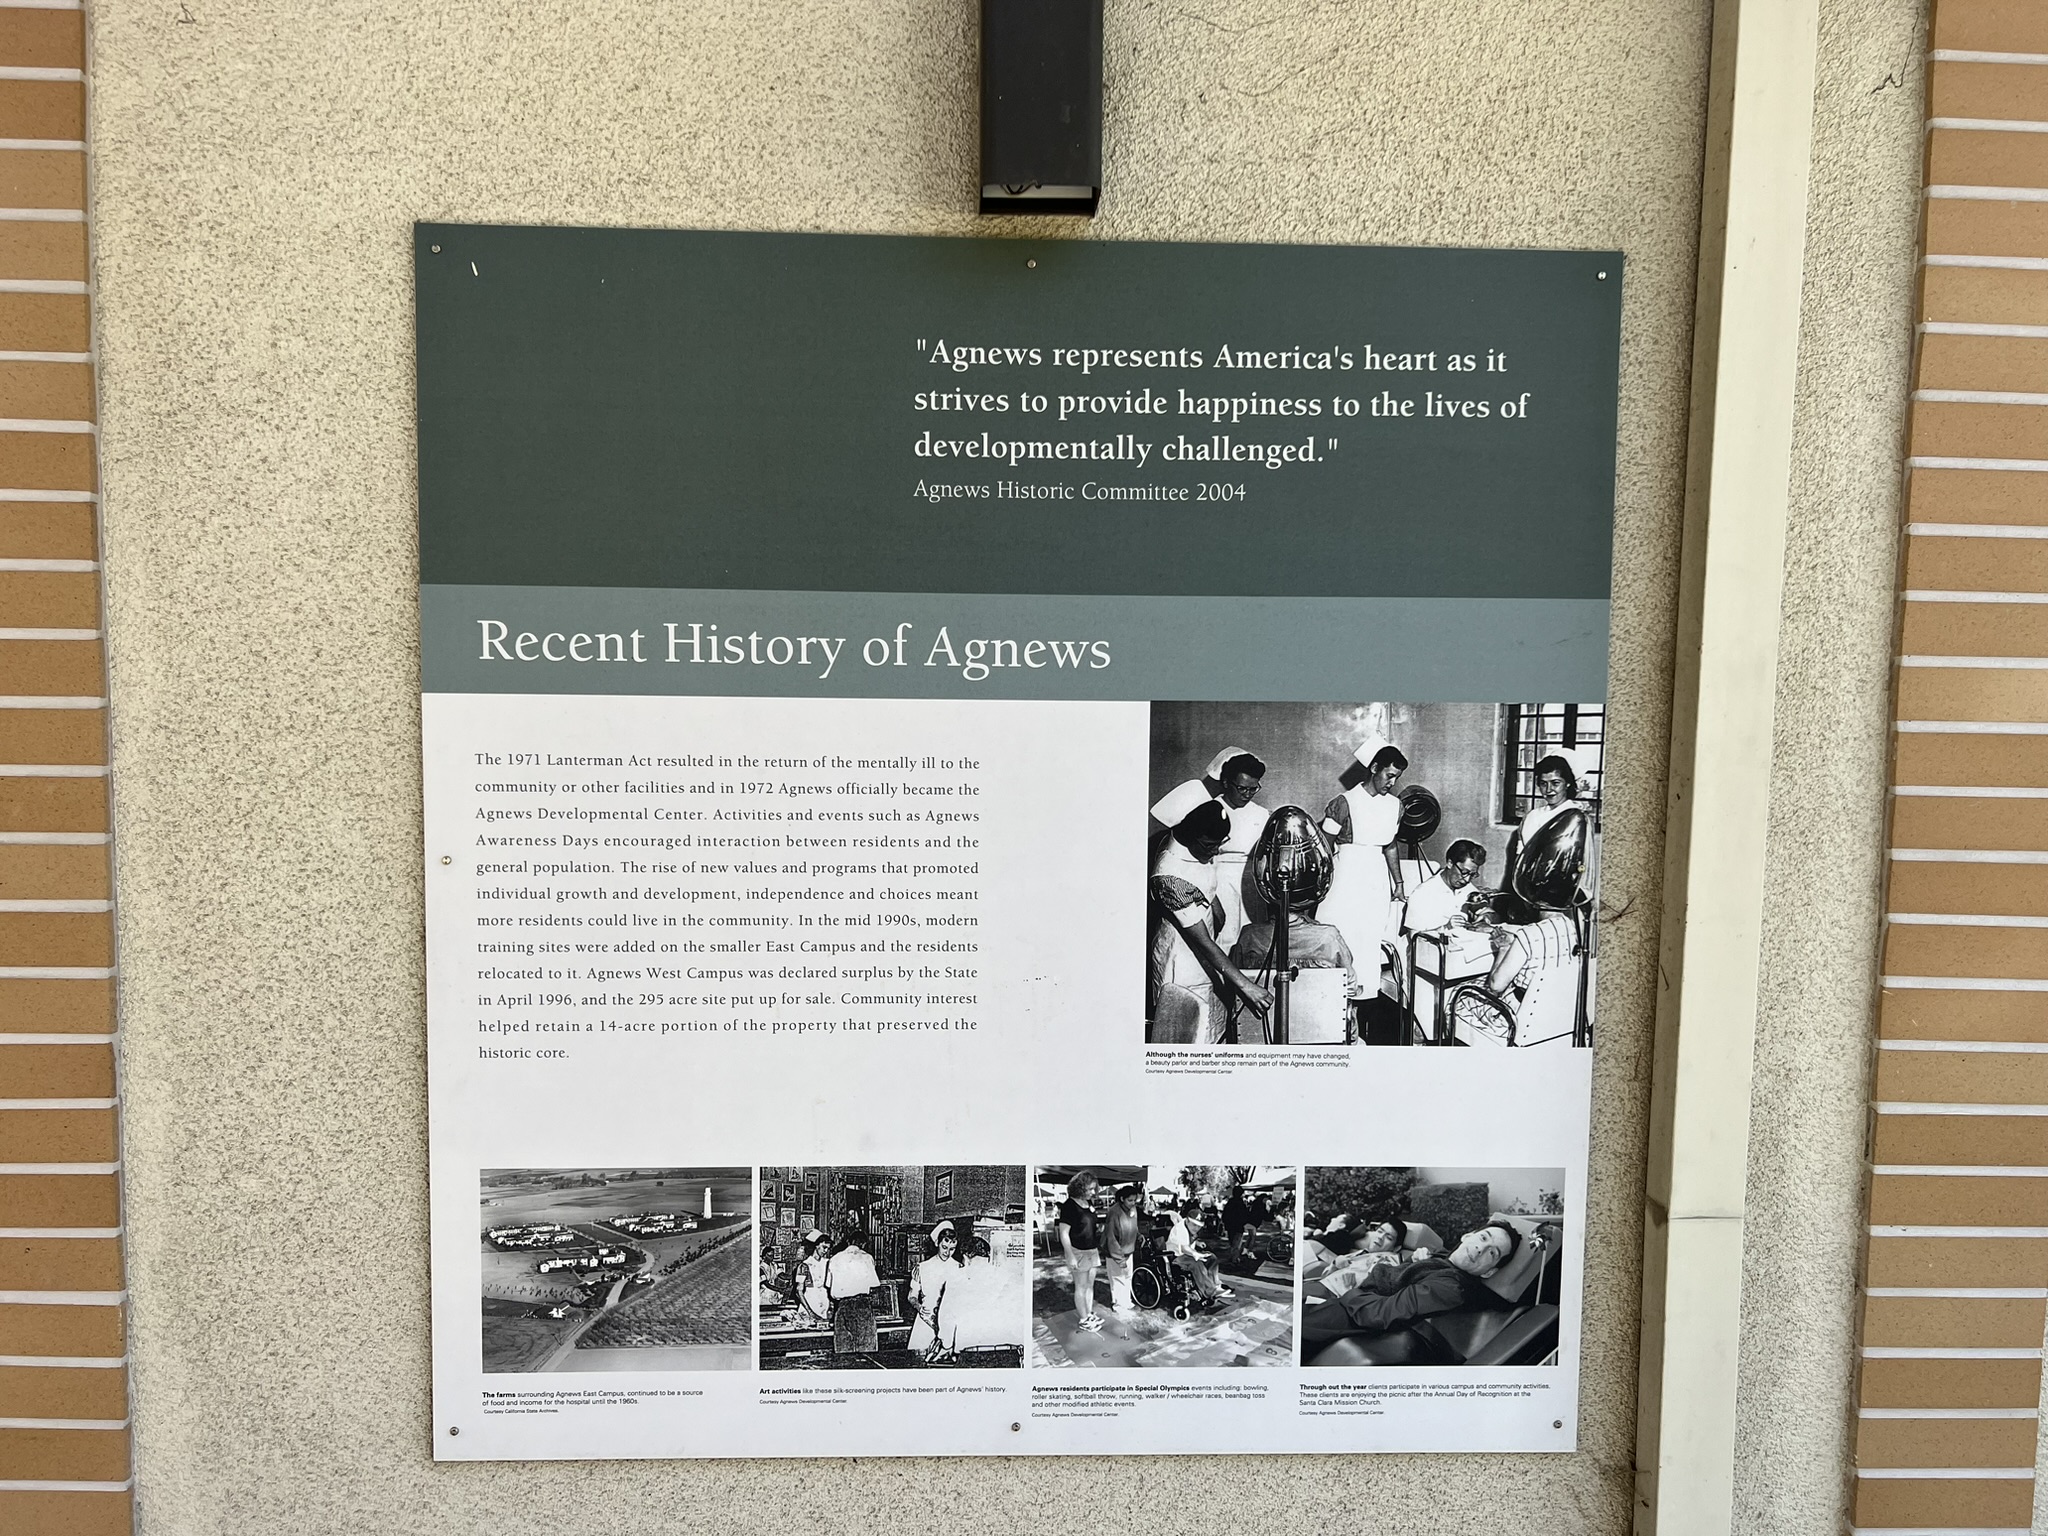 "Agnews represents America's heart as it
strives to provide happiness to the lives of
developmentally challenged."
Agnews Historic Committee 2004
Recent History of Agnews
The 1971 Lanterman Act resulted in the return of the mentally ill to the
community or other facilities and in 1972 Agnews officially became the
Agnews Developmental Center. Activities and events such as Agnews
Awareness Days encouraged interaction between residents and the
general population. The rise of new values and programs that promoted
individual growth and development, independence and choices meant
more residents could live in the community. In the mid 1990s, modern
training sites were added on the smaller East Campus and the residents
relocated to it. Agnews West Campus was declared surplus by the State
in April 1996, and the 295 acre site put up for sale. Community interest
helped retain a 14-acre portion of the property that preserved the
historic core.
Although the nurses' uniforms and equipment may have changed,
a beauty parlor and barber shop remain part of the Agnews community.
Courtesy Agnews Developmental Center
The farms surrounding Agnews East Campus, continued to be a source
of food and income for the hospital until the 1960s.
Courtesy California State Archives.
Art activities like these silk-screening projects have been part of Agnews' history.
Courtesy Agnews Developmental Center
Agnews residents participate in Special Olympics events including: bowling,
roller skating, softball throw, running, walker / wheelchair races, beanbag toss
and other modified athletic events.
Courtesy Agnews Developmental Center
Through out the year clients participate in various campus and community activities.
These clients are enjoying the picnic after the Annual Day of Recognition at the
Santa Clara Mission Church.
Courtesy Agnews Developmental Center